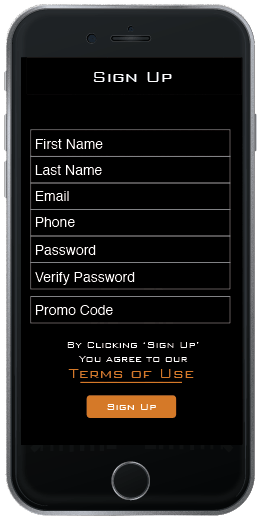 Sign Up
First Name
Last Name
Email
Phone
Password
Verify Password
Promo Code
By Clicking 'Sign Up'
You agree to our
Terms of Use
Sign Up